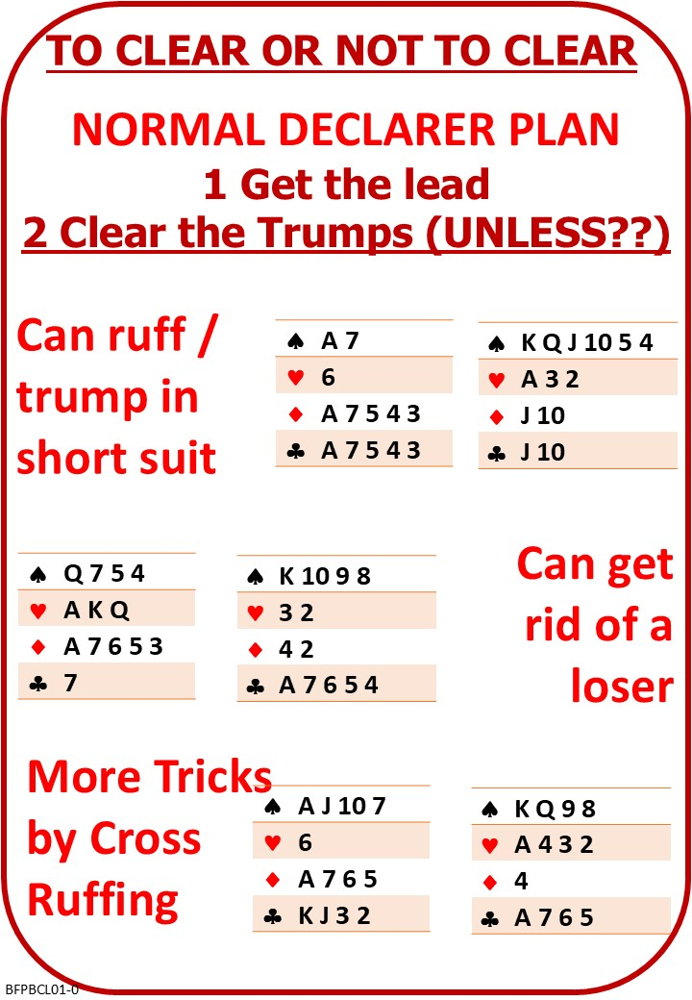 TO CLEAR OR NOT TO CLEAR
NORMAL DECLARER PLAN
1 Get the lead
2 Clear the Trumps (UNLESS??)
Can ruff /
trump in
short suit
♠ A 7
♥ 6
♦ A 7 5 4 3
♣ A 7 5 4 3
♠ K Q J 10 5 4
♥ A 3 2
♦ J 10
♣ J 10
♠ Q 7 5 4
♥ A K Q
♦ A 7 6 5 3
♣ 7
♠ K 10 9 8
♥ 3 2
♦ 4 2
♣ A 7 6 5 4
Can get
rid of a
loser
More Tricks
by Cross
Ruffing
♠ A J 10 7
♥ 6
♦ A 7 6 5
♣ K J 3 2
♠ K Q 9 8
♥ A 4 3 2
♦ 4
♣ A 7 6 5
BFPBCL01-0